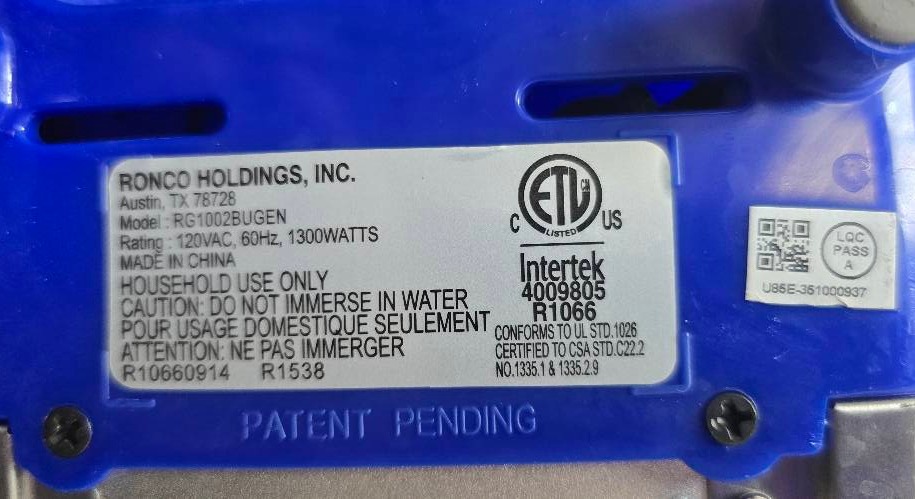 RONCO HOLDINGS, INC.
Austin, TX 78728
Model : RG1002BUGEN
Rating : 120VAC, 60Hz, 1300WATTS
MADE IN CHINA
HOUSEHOLD USE ONLY
CAUTION: DO NOT IMMERSE IN WATER
POUR USAGE DOMESTIQUE SEULEMENT
ATTENTION: NE PAS IMMERGER
R10660914 R1538
ETL CM
LISTED
C US
Intertek
4009805
R1066
CONFORMS TO UL STD.1026
CERTIFIED TO CSA STD.C22.2
NO.1335.1 & 1335.2.9
LQC
PASS
A
U85E-351000937
PATENT PENDING